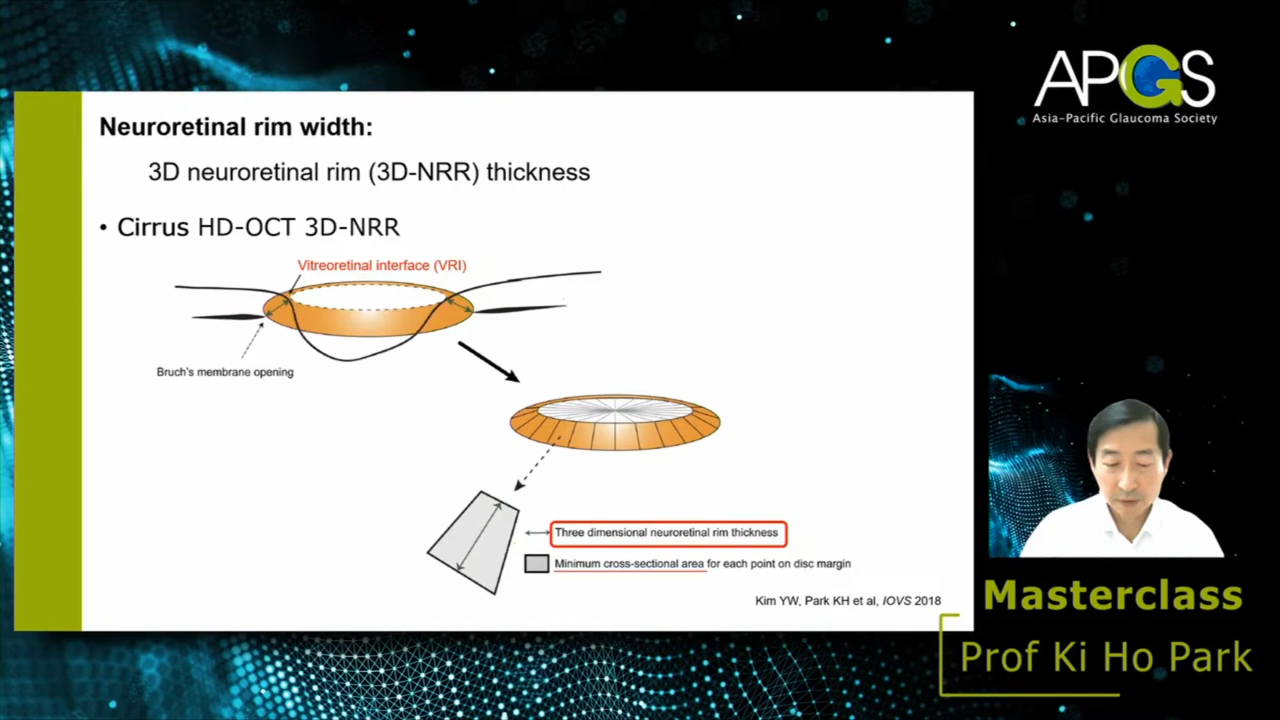 APGS
Asia-Pacific Glaucoma Society
Neuroretinal rim width:
3D neuroretinal rim (3D-NRR) thickness
• Cirrus HD-OCT 3D-NRR
Vitreoretinal interface (VRI)
Bruch's membrane opening
Three dimensional neuroretinal rim thickness
Minimum cross-sectional area for each point on disc margin
Kim YW, Park KH et al, IOVS 2018
Masterclass
Prof Ki Ho Park